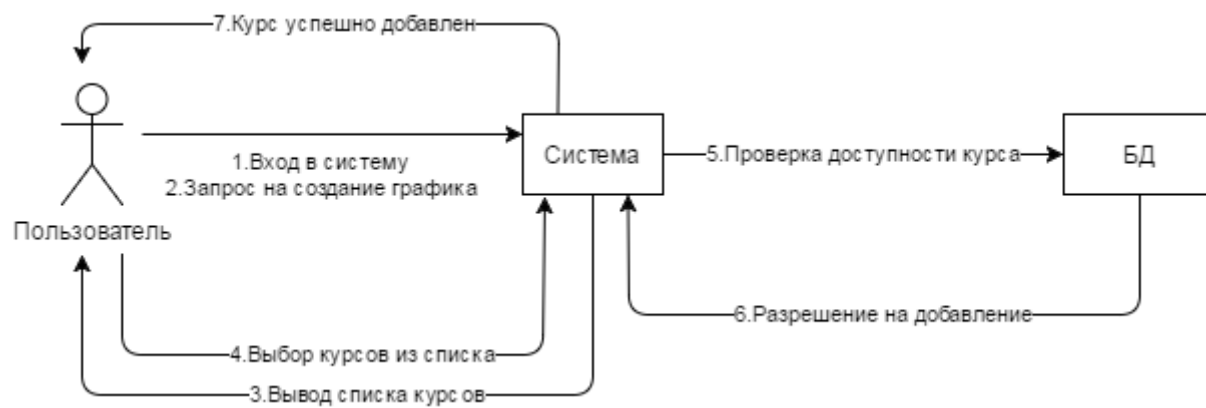 7.Курс успешно добавлен
Система
5.Проверка доступности курса
БД
1.Вход в систему
2.Запрос на создание графика
Пользователь
6.Разрешение на добавление
4.Выбор курсов из списка
3.Вывод списка курсов